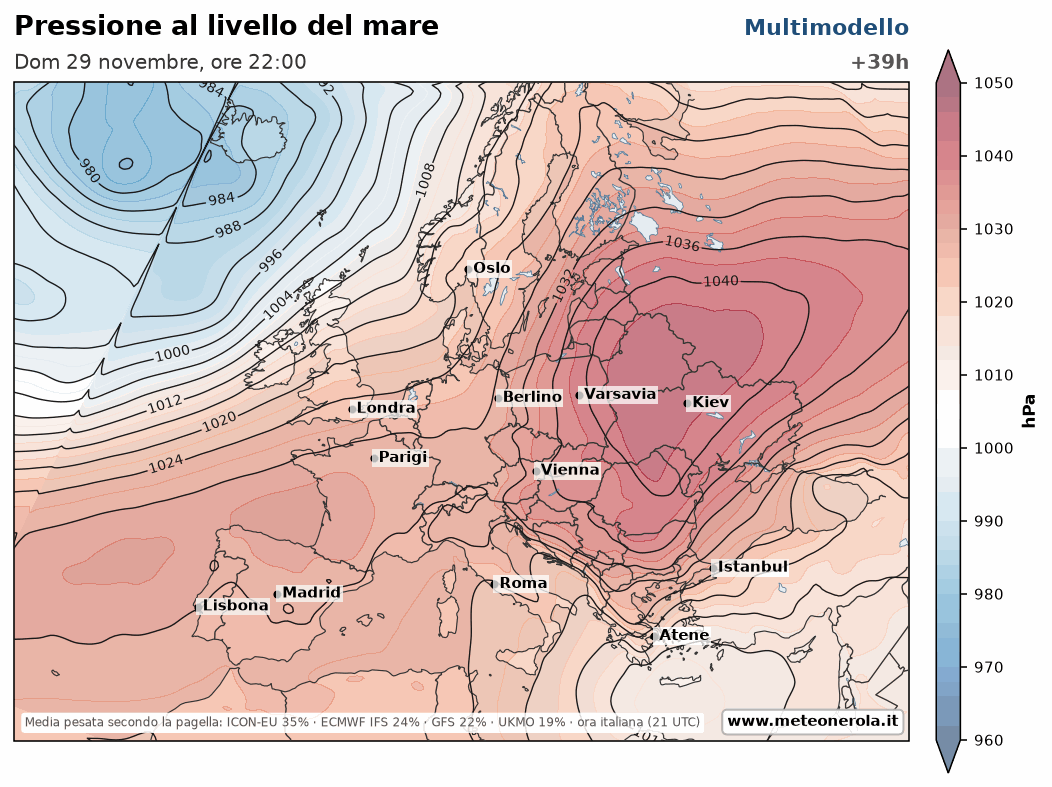 Pressione al livello del mare
Multimodello
Dom 29 novembre, ore 22:00
+39h
984
980
984
988
996
1004
1000
1012
1020
1024
1008
1032
1036
1040
Oslo
Londra
Berlino
Varsavia
Kiev
Parigi
Vienna
Madrid
Lisbona
Roma
Istanbul
Atene
Media pesata secondo la pagella: ICON-EU 35% · ECMWF IFS 24% · GFS 22% · UKMO 19% · ora italiana (21 UTC)
www.meteonerola.it
1050
1040
1030
1020
1010
1000
990
980
970
960
hPa